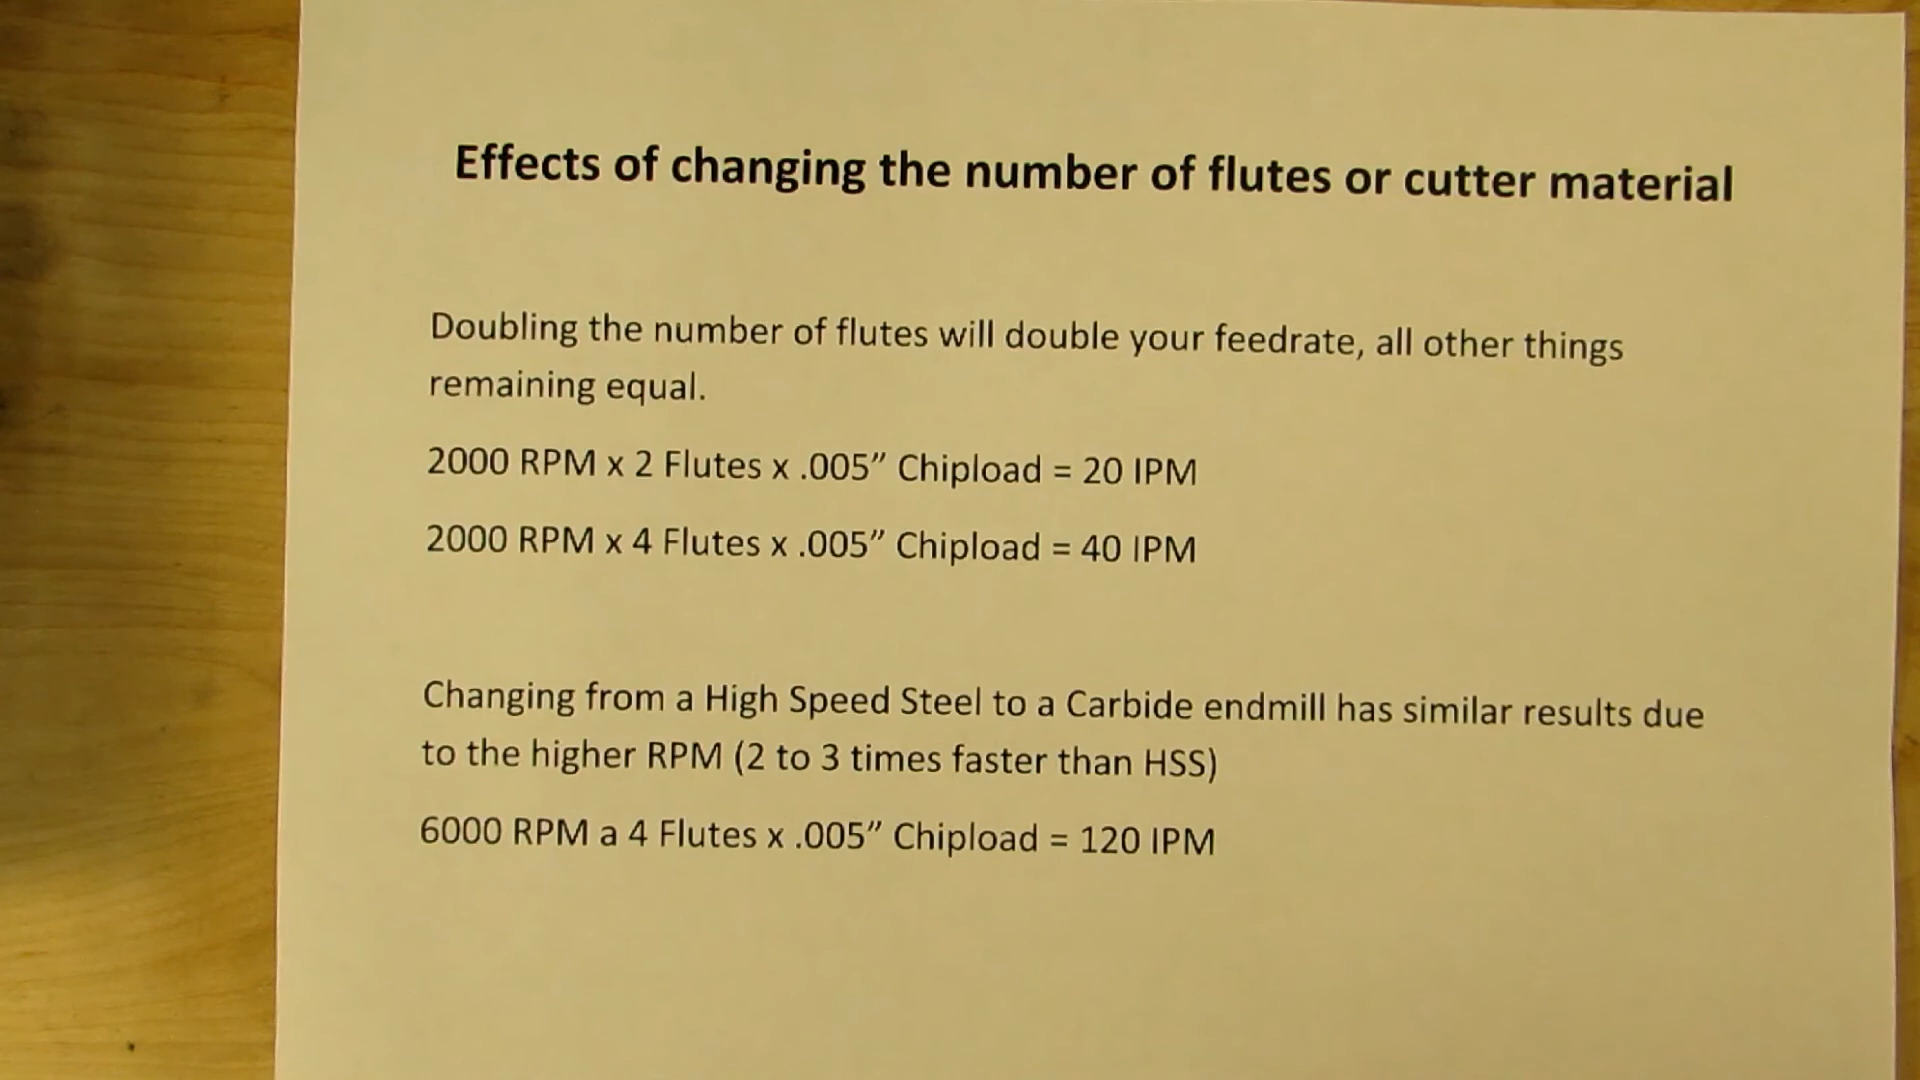 Effects of changing the number of flutes or cutter material
Doubling the number of flutes will double your feedrate, all other things
remaining equal.
2000 RPM x 2 Flutes x .005” Chipload = 20 IPM
2000 RPM x 4 Flutes x .005” Chipload = 40 IPM
Changing from a High Speed Steel to a Carbide endmill has similar results due
to the higher RPM (2 to 3 times faster than HSS)
6000 RPM a 4 Flutes x .005” Chipload = 120 IPM